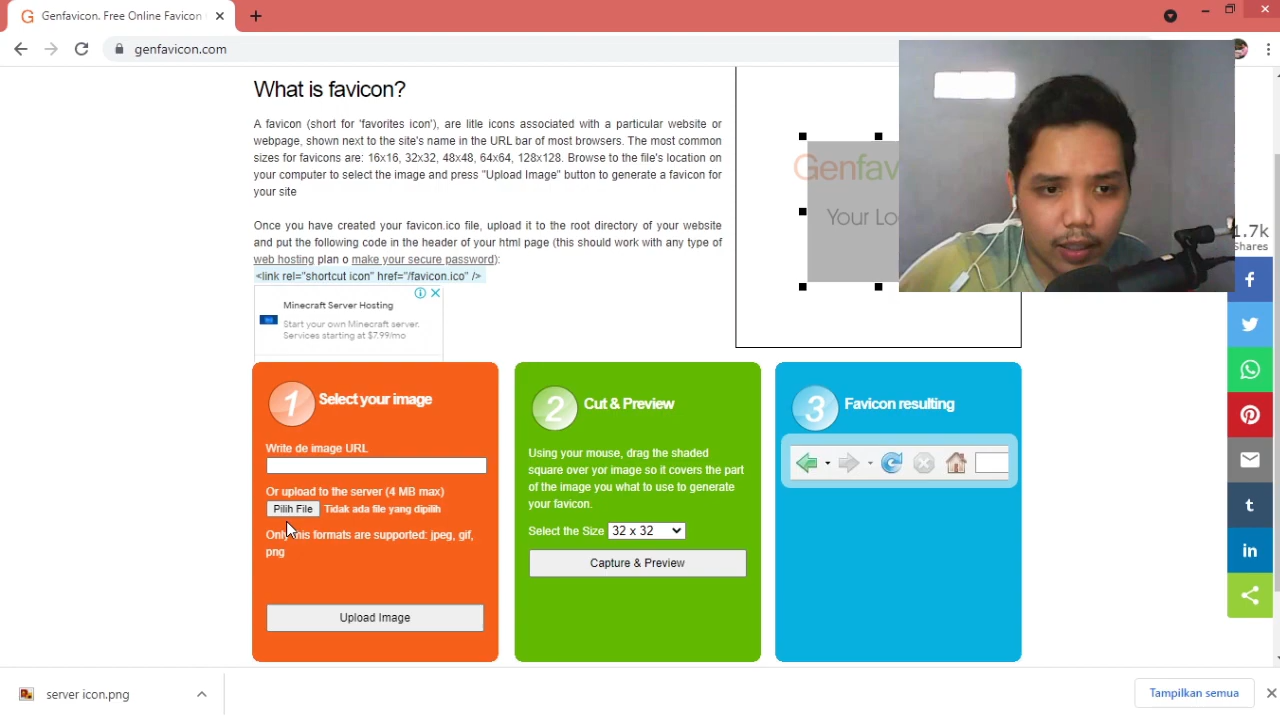 Genfavicon. Free Online Favicon
genfavicon.com
What is favicon?
A favicon (short for 'favorites icon'), are litle icons associated with a particular website or
webpage, shown next to the site's name in the URL bar of most browsers. The most common
sizes for favicons are: 16x16, 32x32, 48x48, 64x64, 128x128. Browse to the file's location on
your computer to select the image and press "Upload Image" button to generate a favicon for
your site
Once you have created your favicon.ico file, upload it to the root directory of your website
and put the following code in the header of your html page (this should work with any type of
web hosting plan o make your secure password):
<link rel="shortcut icon" href="/favicon.ico" />
Minecraft Server Hosting
Start your own Minecraft server.
Services starting at $7.99/mo
Genfav
Your Lo
1.7k
Shares
1 Select your image
Write de image URL
Or upload to the server (4 MB max)
Pilih File Tidak ada file yang dipilih
Only this formats are supported: jpeg, gif,
png
Upload Image
2 Cut & Preview
Using your mouse, drag the shaded
square over yor image so it covers the part
of the image you what to use to generate
your favicon.
Select the Size 32 x 32
Capture & Preview
3 Favicon resulting
server icon.png
Tampilkan semua